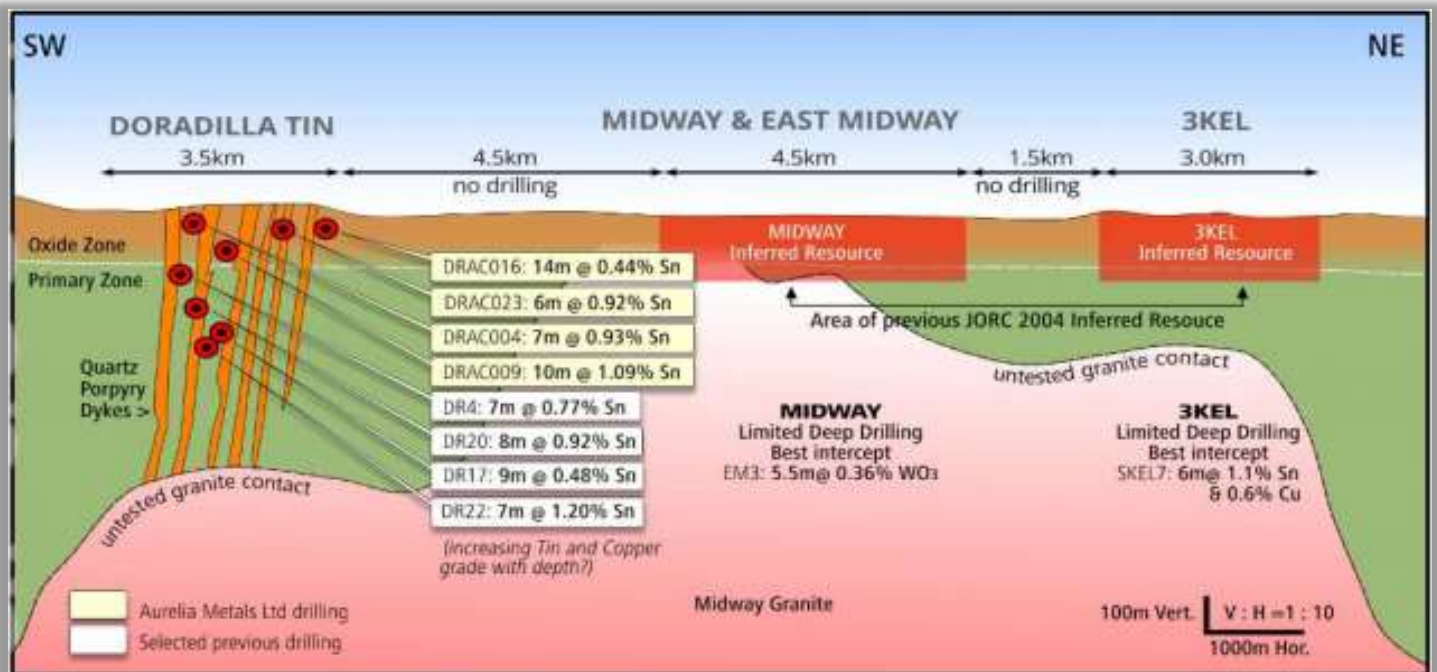 SW
NE
DORADILLA TIN
MIDWAY & EAST MIDWAY
3KEL
3.5km
4.5km
4.5km
1.5km
3.0km
no drilling
no drilling
Oxide Zone
Primary Zone
MIDWAY
Inferred Resource
3KEL
Inferred Resource
Area of previous JORC 2004 Inferred Resouce
DRAC016: 14m @ 0.44% Sn
DRAC023: 6m @ 0.92% Sn
DRAC004: 7m @ 0.93% Sn
DRAC009: 10m @ 1.09% Sn
DR4: 7m @ 0.77% Sn
DR20: 8m @ 0.92% Sn
DR17: 9m @ 0.48% Sn
DR22: 7m @ 1.20% Sn
(increasing Tin and Copper
grade with depth?)
Quartz
Porpyry
Dykes >
untested granite contact
untested granite contact
MIDWAY
Limited Deep Drilling
Best intercept
EM3: 5.5m@ 0.36% WO3
3KEL
Limited Deep Drilling
Best intercept
SKEL7: 6m@ 1.1% Sn
& 0.6% Cu
Midway Granite
Aurelia Metals Ltd drilling
Selected previous drilling
100m Vert.
V : H =1 : 10
1000m Hor.